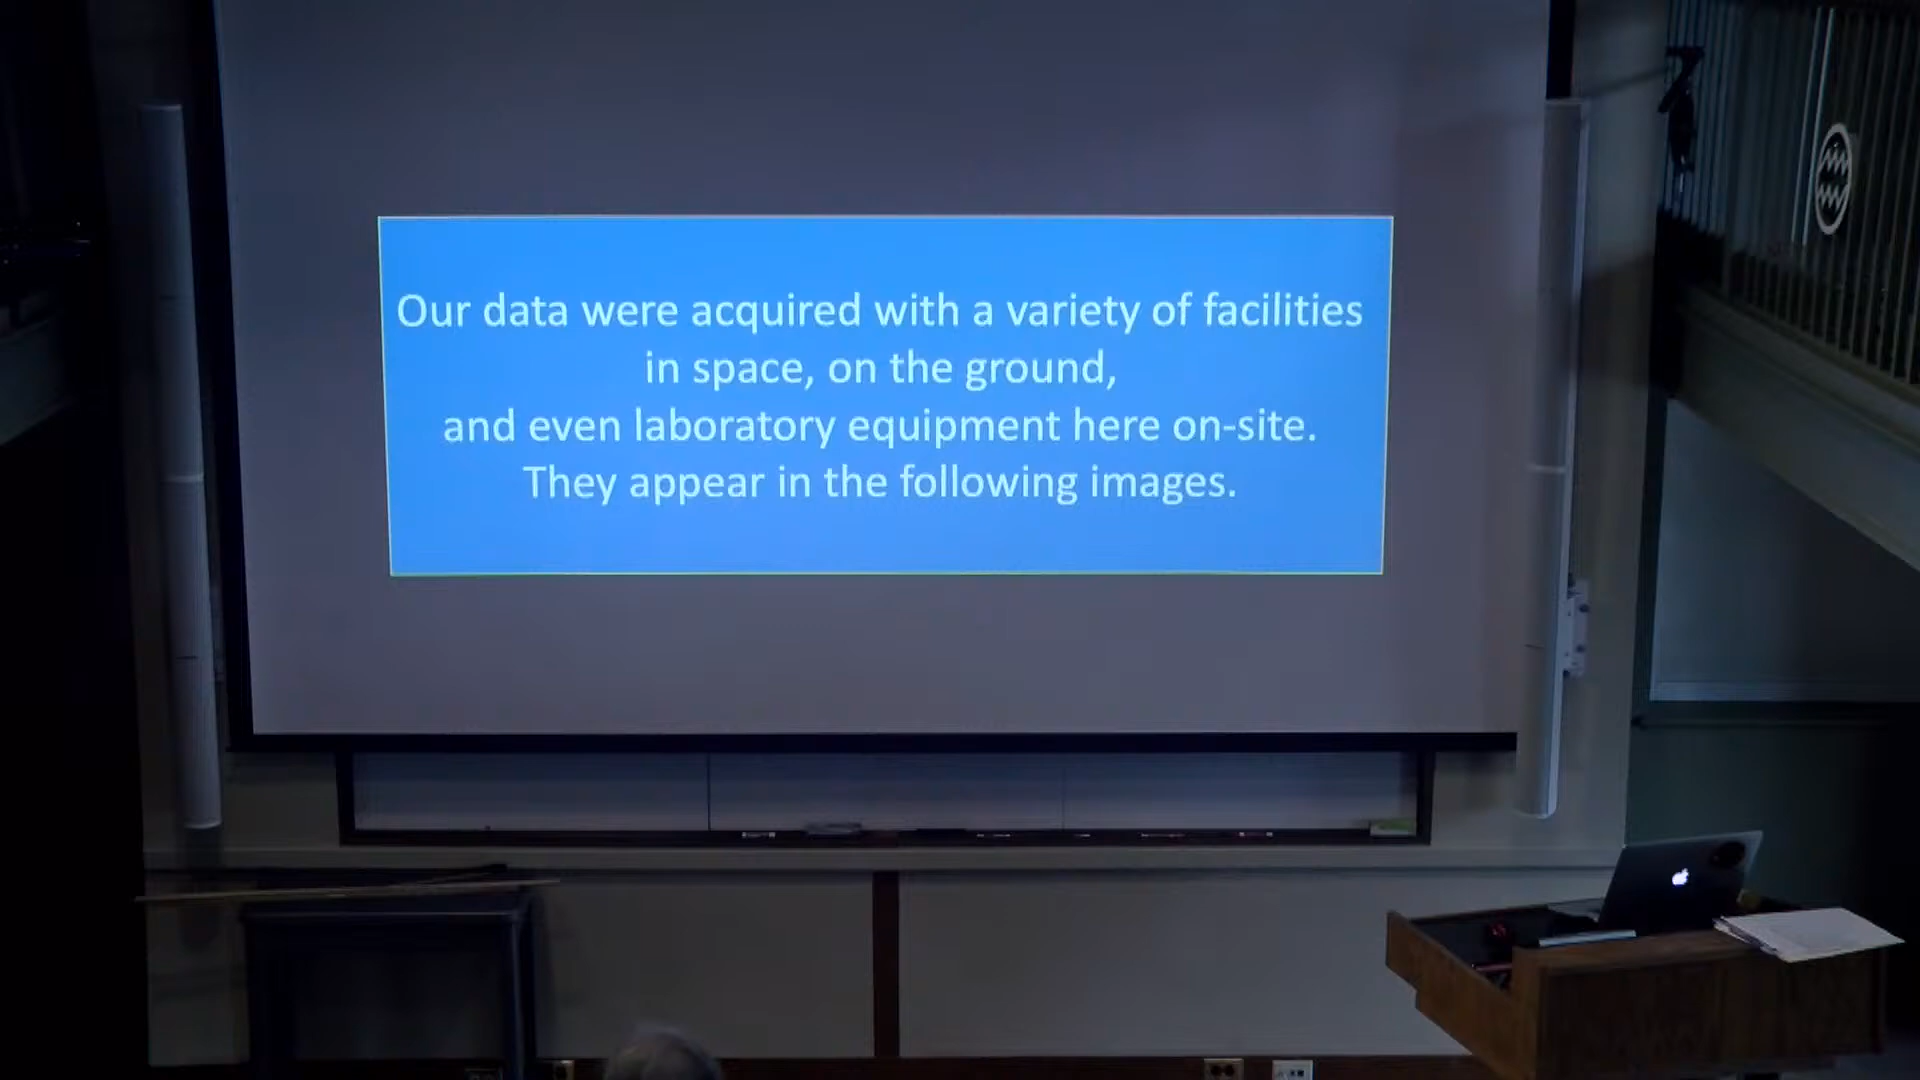 Our data were acquired with a variety of facilities
in space, on the ground,
and even laboratory equipment here on-site.
They appear in the following images.